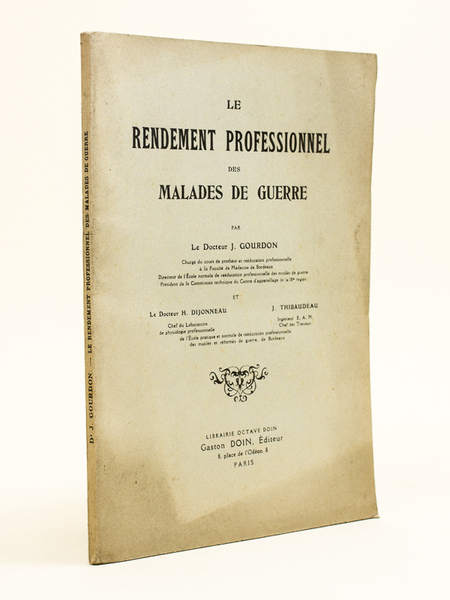 LE
RENDEMENT PROFESSIONNEL
DES
MALADES DE GUERRE
PAR
Le Docteur J. GOURDON
Chargé du cours de prothèse et rééducation professionnelle
à la Faculté de Médecine de Bordeaux
Directeur de l'École normale de rééducation professionnelle des mutilés de guerre
Président de la Commission technique du Centre d'appareillage de la 18e région
ET
Le Docteur H. DIJONNEAU
Chef du Laboratoire
de physiologie professionnelle
J. THIBAUDEAU
Ingénieur E. A. M.
Chef des Travaux
de l'École pratique et normale de rééducation professionnelle
des mutilés et réformés de guerre, de Bordeaux
LIBRAIRIE OCTAVE DOIN
Gaston DOIN, Éditeur
8, place de l'Odéon, 8
PARIS
Dr J. GOURDON. — LE RENDEMENT PROFESSIONNEL DES MALADES DE GUERRE